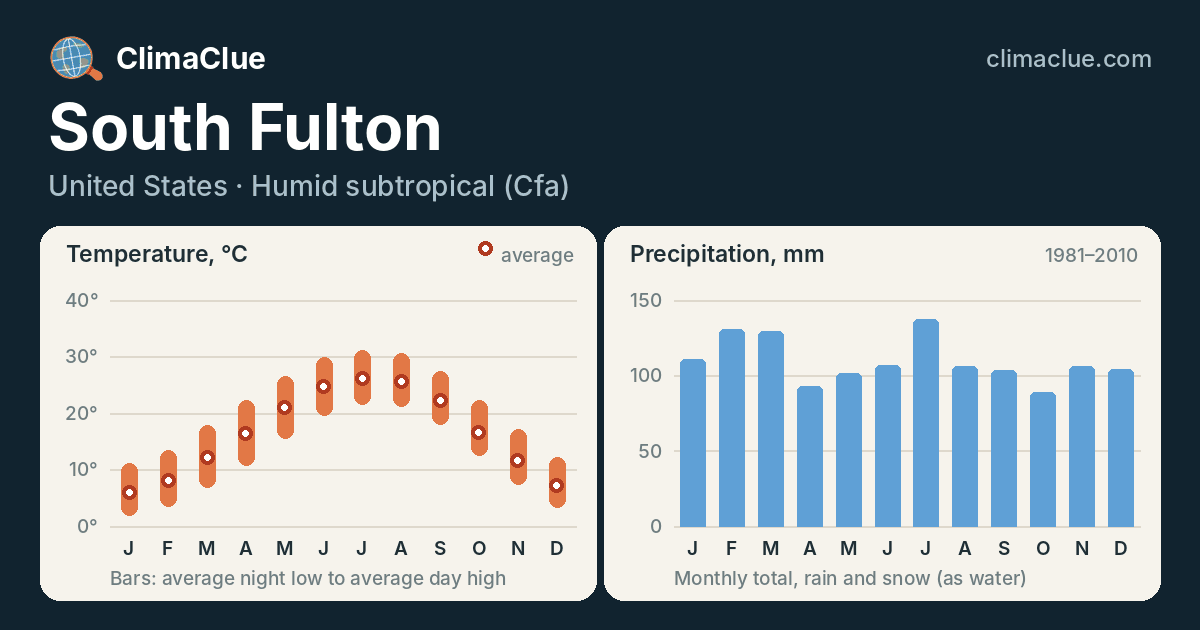 ClimaClue
climaclue.com
South Fulton
United States · Humid subtropical (Cfa)
Temperature, °C
average
40°
30°
20°
10°
0°
J F M A M J J A S O N D
Bars: average night low to average day high
Precipitation, mm
1981–2010
150
100
50
0
J F M A M J J A S O N D
Monthly total, rain and snow (as water)